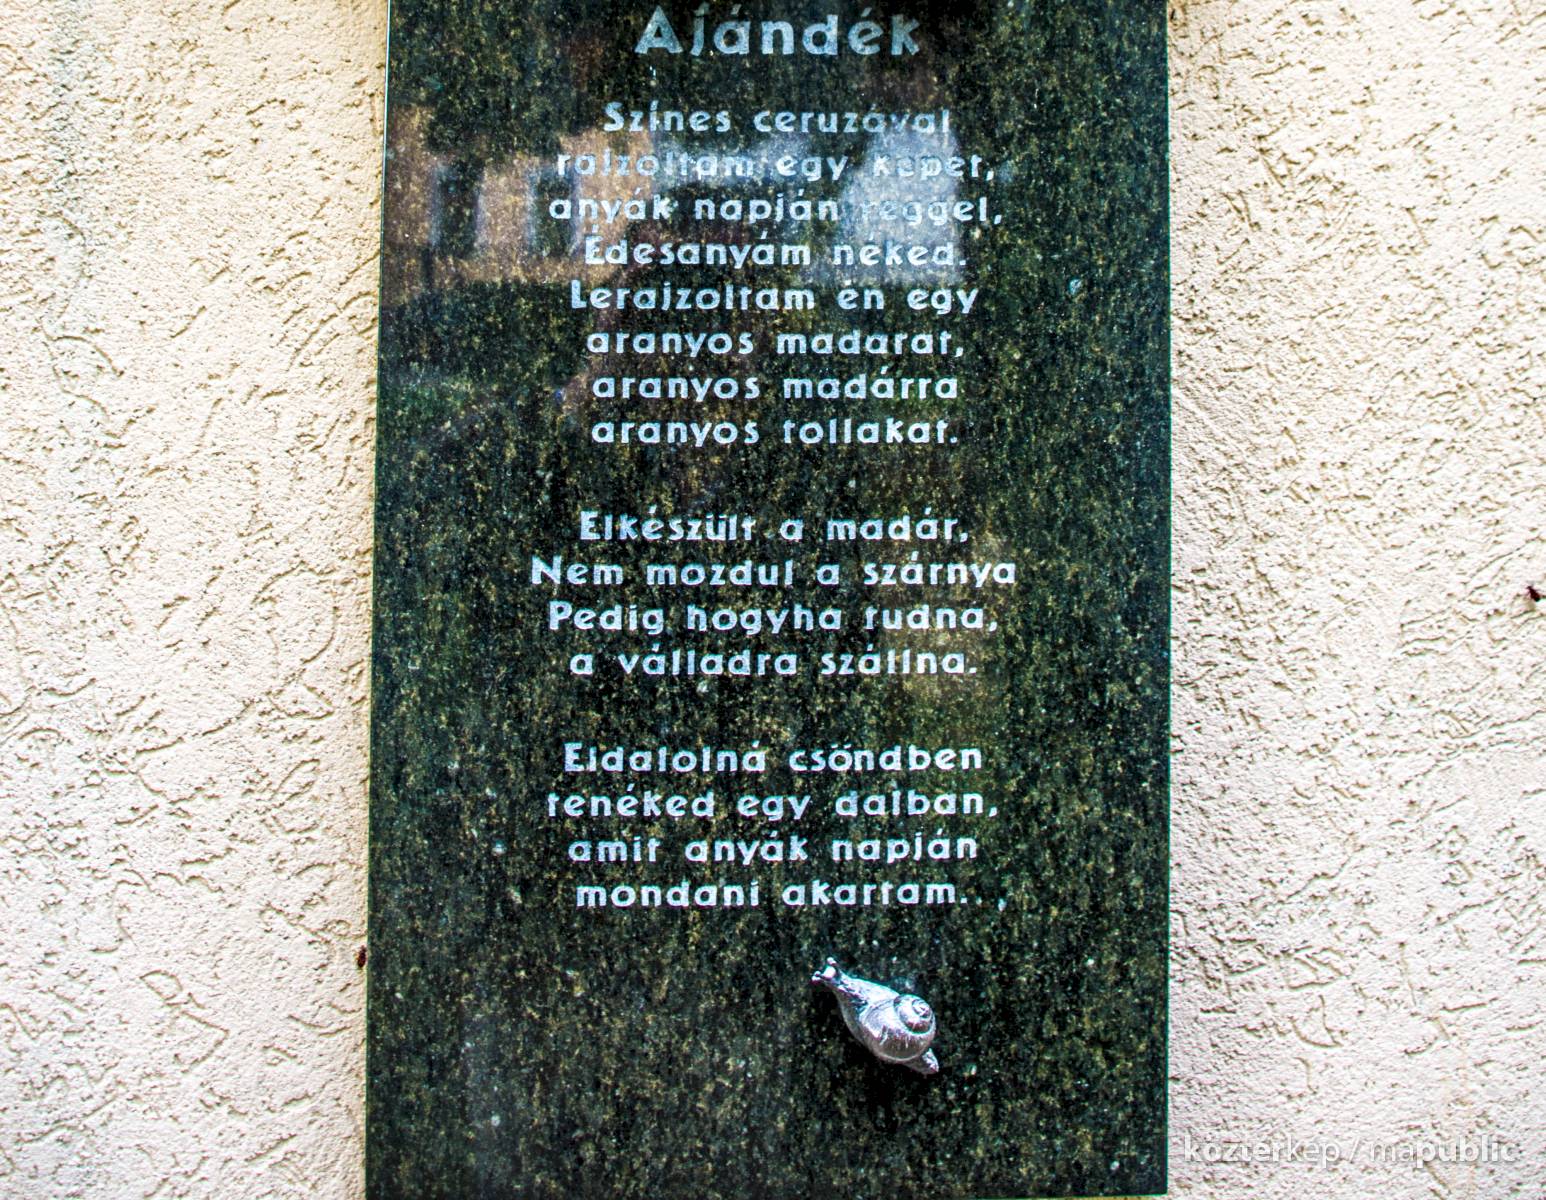 Ajándék
Színes ceruzával
rajzoltam egy képet,
anyák napján reggel,
Édesanyám néked.
Lerajzoltam én egy
aranyos madarat,
aranyos madárra
aranyos tollakat.
Elkészült a madár,
Nem mozdul a szárnya
Pedig hogyha tudna,
a válladra szállna.
Eldalolná csöndben
tenéked egy dalban,
amit anyák napján
mondani akartam...
köztérkép / mapublic